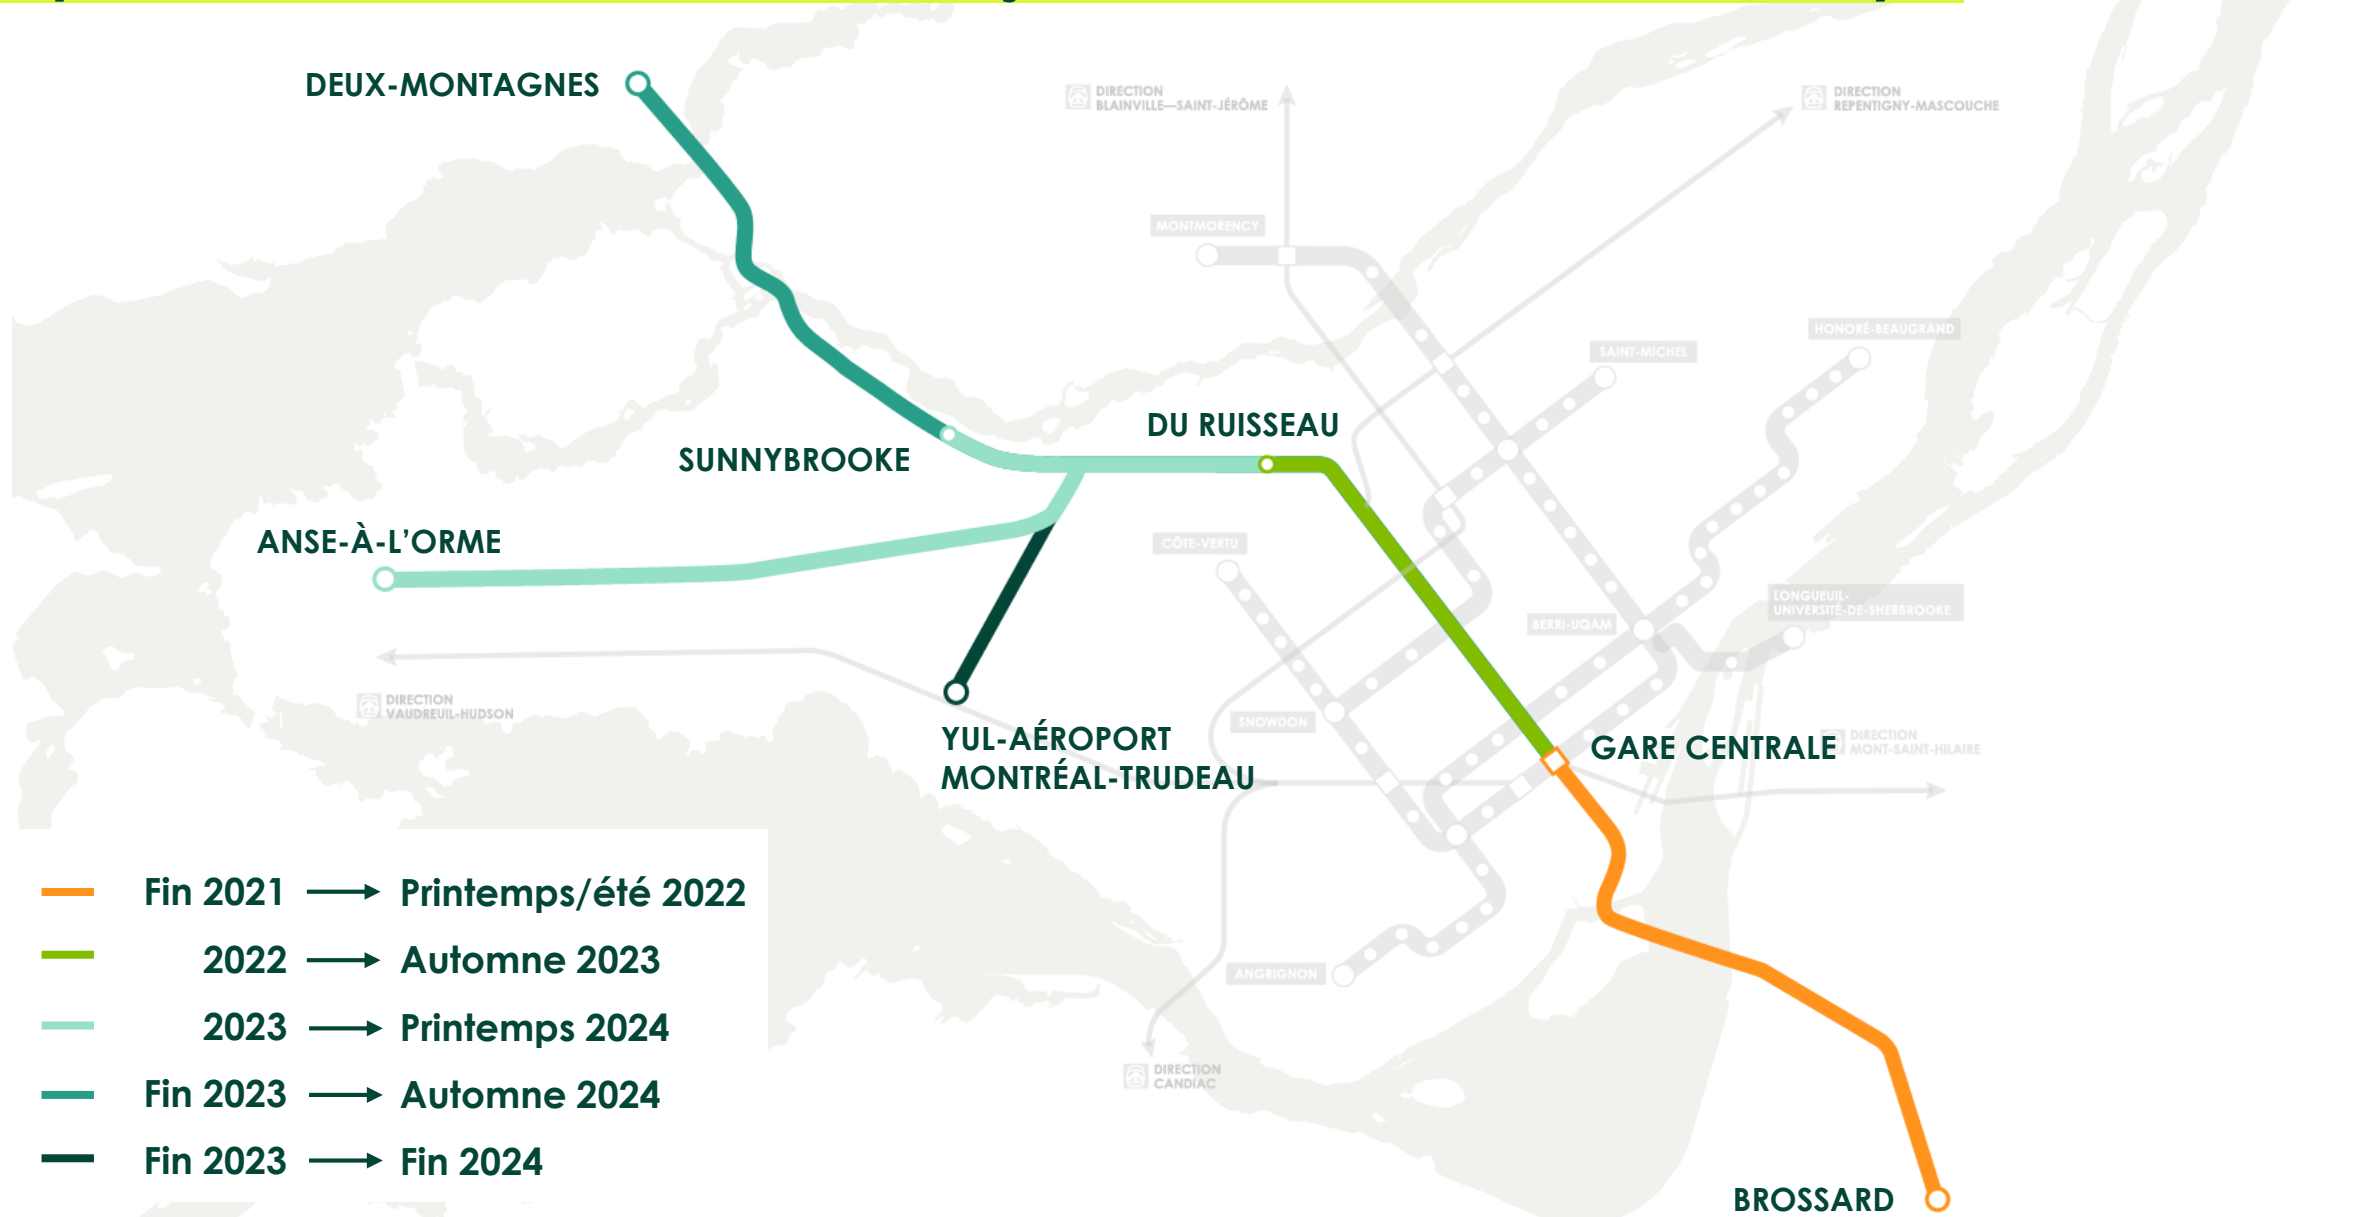 DEUX-MONTAGNES
DIRECTION
BLAINVILLE—SAINT-JÉRÔME
DIRECTION
REPENTIGNY-MASCOUCHE
MONTMORENCY
HONORÉ-BEAUGRAND
SAINT-MICHEL
DU RUISSEAU
SUNNYBROOKE
ANSE-À-L'ORME
CÔTE-VERTU
LONGUEUIL-
UNIVERSITÉ-DE-SHERBROOKE
BERRI-UQAM
DIRECTION
VAUDREUIL-HUDSON
SNOWDON
YUL-AÉROPORT
MONTRÉAL-TRUDEAU
GARE CENTRALE
DIRECTION
MONT-SAINT-HILAIRE
Fin 2021 → Printemps/été 2022
2022 → Automne 2023
2023 → Printemps 2024
Fin 2023 → Automne 2024
Fin 2023 → Fin 2024
ANGRIGNON
DIRECTION
CANDIAC
BROSSARD